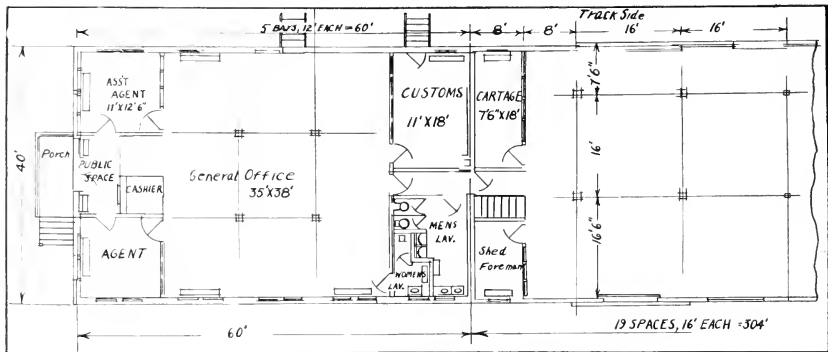 Track Side
5 BAYS, 12' EACH = 60'
8'
8'
16'
16'
ASS'T
AGENT
11'X12'6"
CUSTOMS
11'X18'
CARTAGE
7'6"X18'
7'6"
40'
Porch
PUBLIC
SPACE
CASHIER
General Office
35'X38'
16'
AGENT
MENS
LAV.
WOMENS
LAV.
Shed
Foreman
16'6"
60'
19 SPACES, 16' EACH = 304'